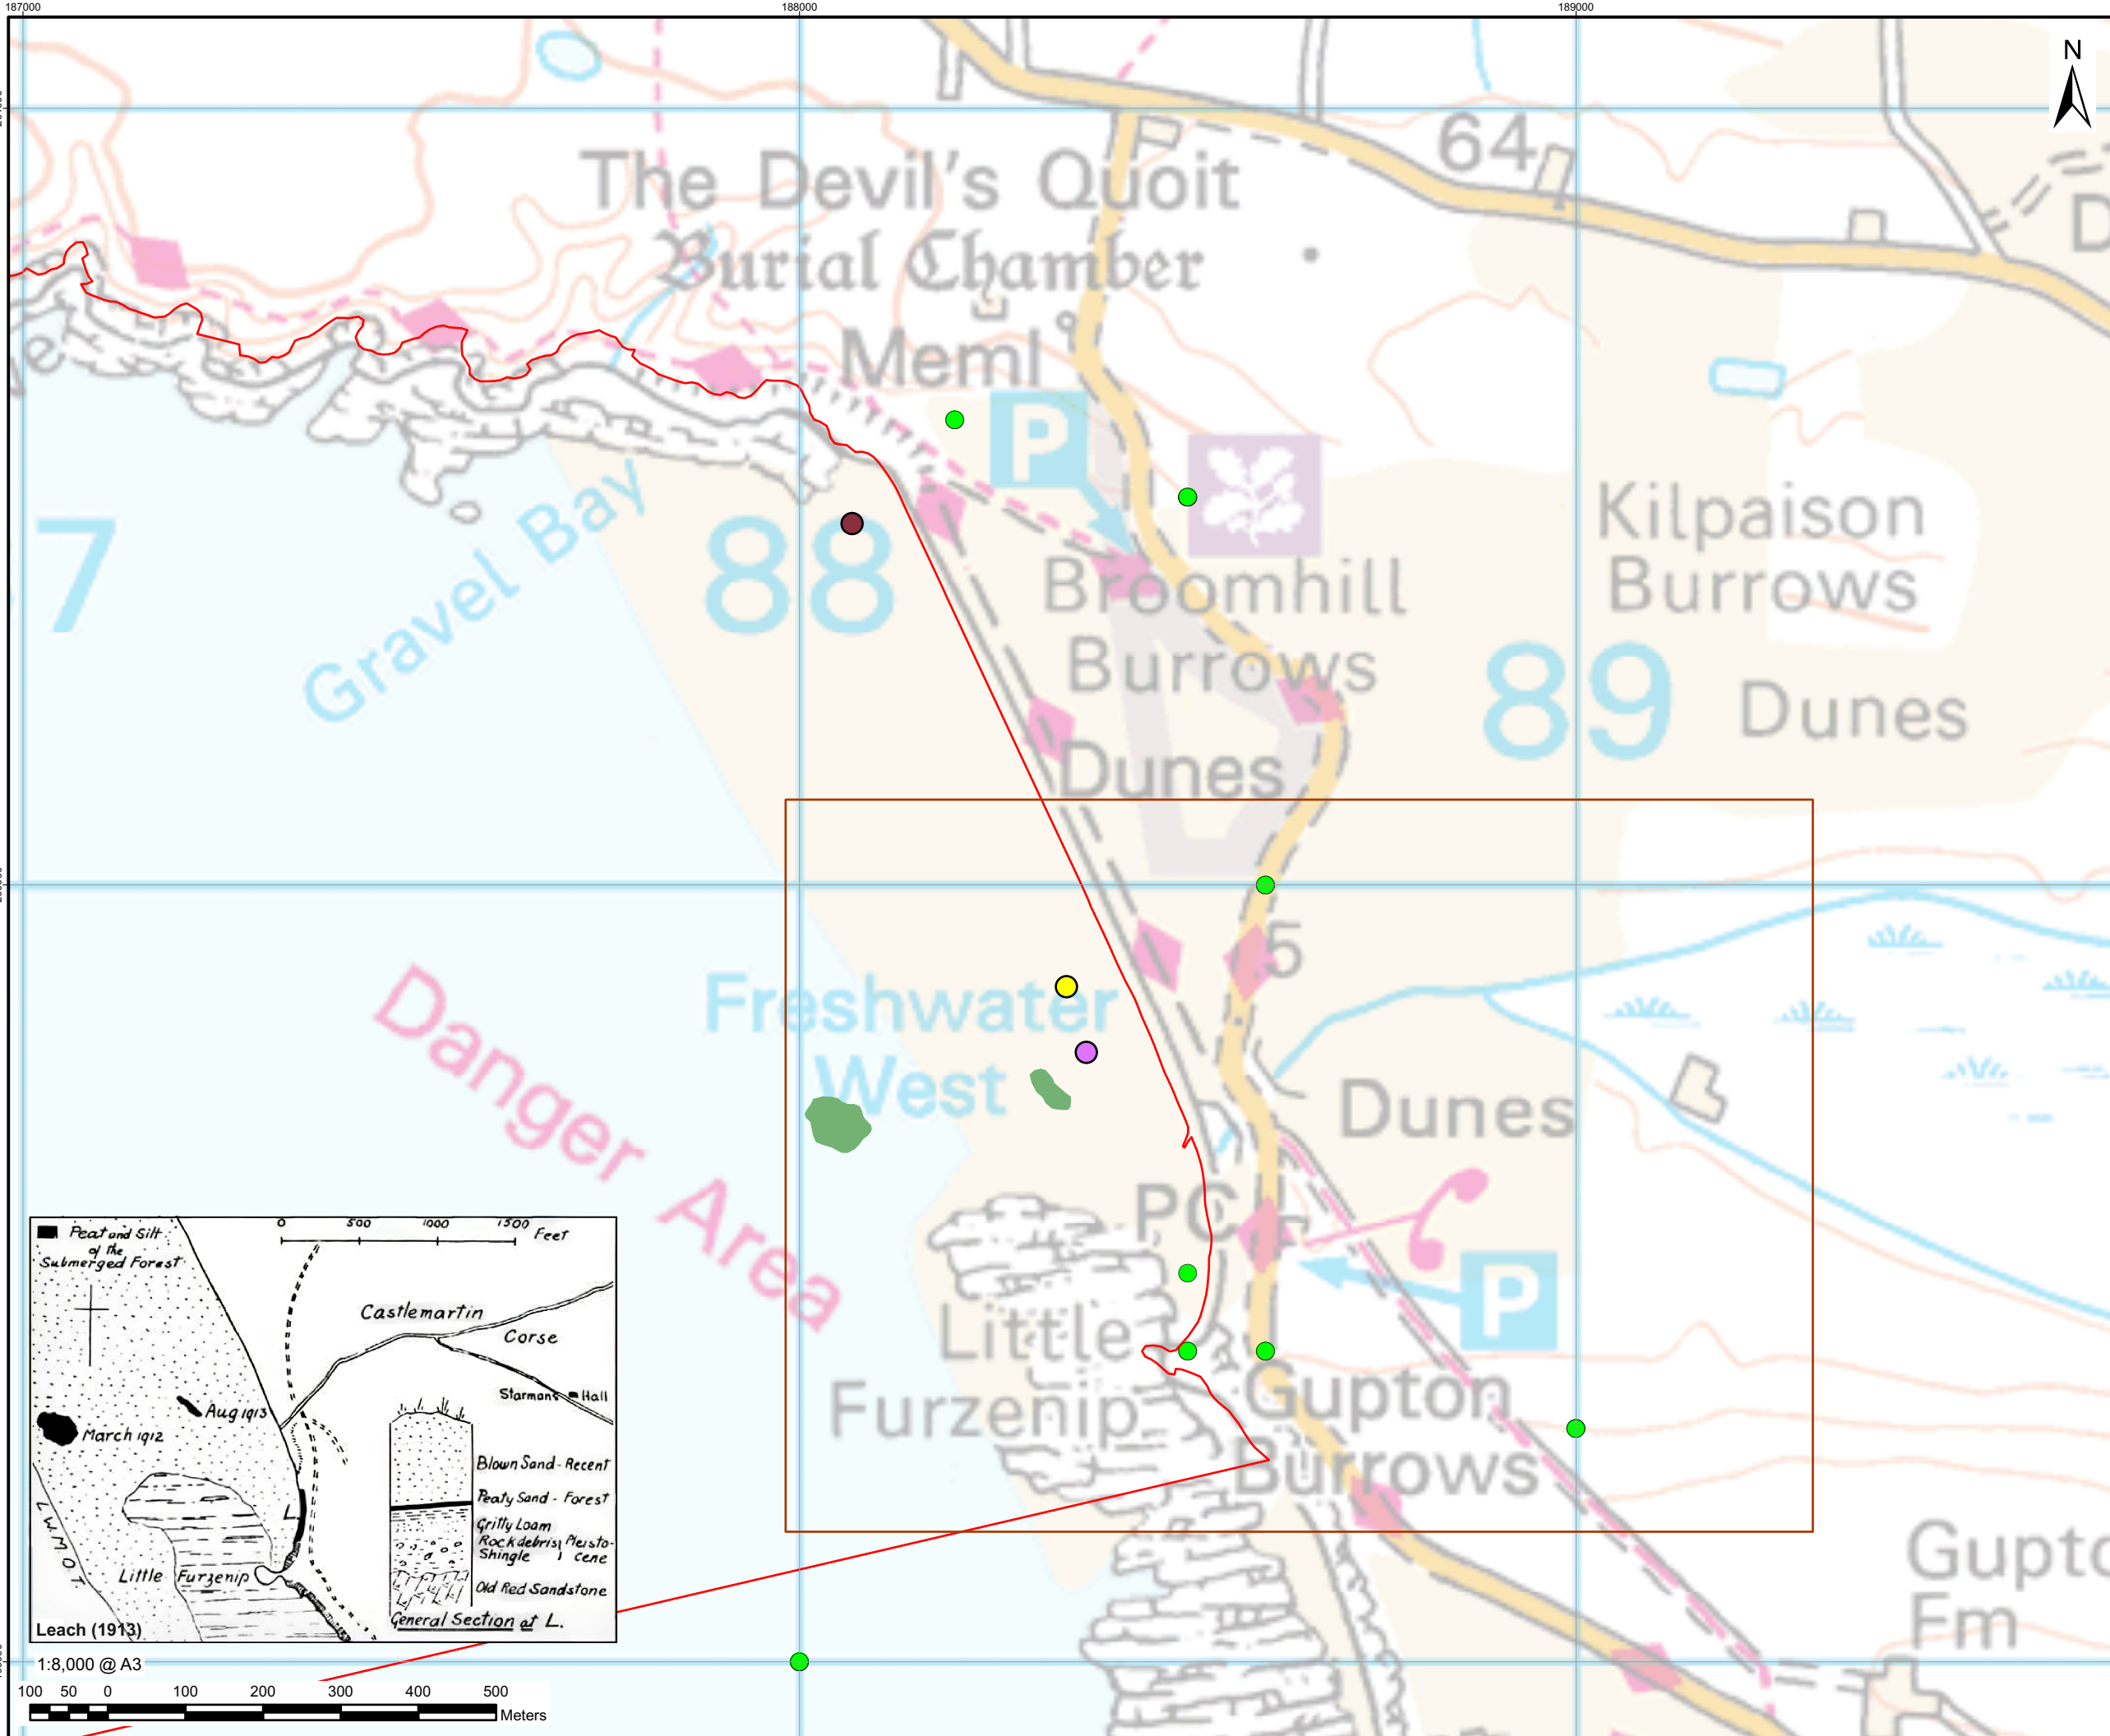 187000
188000
189000
N
The Devil's Quoit
Burial Chamber
64
D
Meml
P
Kilpaison
Burrows
7
88
Gravel Bay
Broomhill
Burrows
89
Dunes
Dunes
5
Freshwater
West
Danger Area
Dunes
PC
P
Little
Furzenip
Gupton
Burrows
Gupto
Fm
0 500 1000 1500 Feet
Peat and Silt
of the
Submerged Forest
Castlemartin
Corse
Starmans Hall
Aug 1913
March 1912
Blown Sand - Recent
Peaty Sand - Forest
Gritty Loam
Rock debris } Pleisto-
Shingle } cene
Old Red Sandstone
General Section at L.
L
L.W.M.O.T.
Little Furzenip
Leach (1913)
1:8,000 @ A3
100 50 0 100 200 300 400 500
Meters